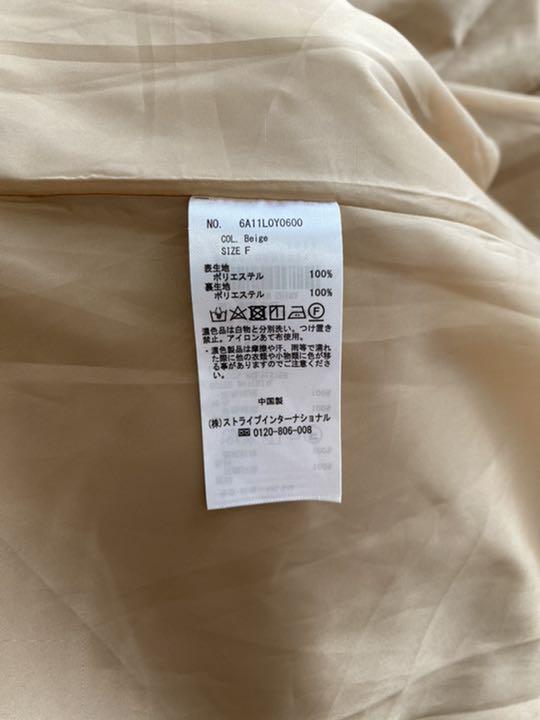 NO. 6A11L0Y0600
COL. Beige
SIZE F
表生地
ポリエステル 100%
裏生地
ポリエステル 100%
濃色品は白物と分別洗い。つけ置き
禁止。アイロンあて布使用。
・濃色製品は摩擦や汗、雨等で濡れ
た際に他の衣類や小物類に色が移
る事がありますのでご注意くださ
い。
中国製
(株)ストライプインターナショナル
0120-806-008